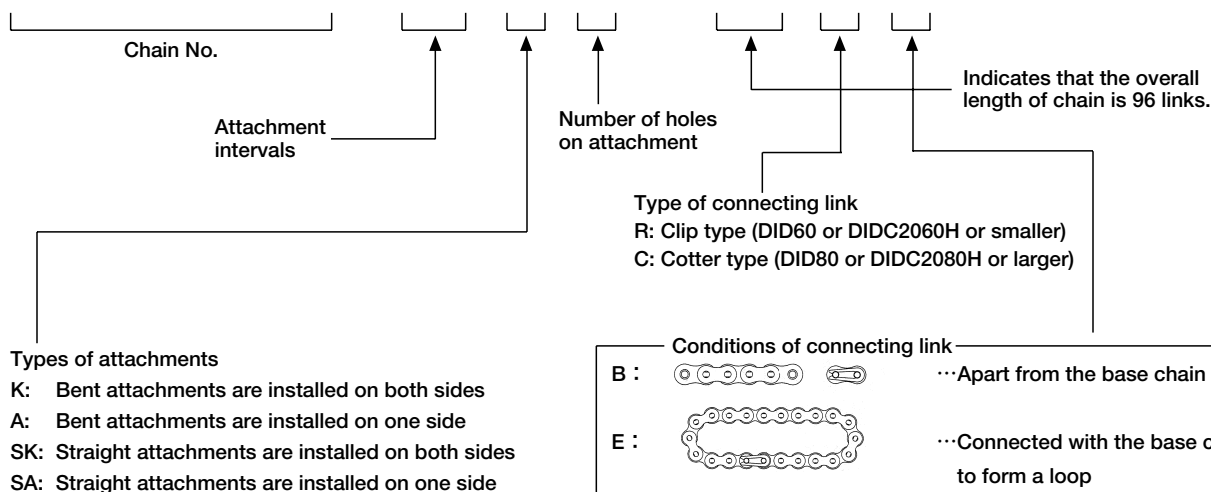 Chain No.
Indicates that the overall
length of chain is 96 links.
Attachment
intervals
Number of holes
on attachment
Type of connecting link
R: Clip type (DID60 or DIDC2060H or smaller)
C: Cotter type (DID80 or DIDC2080H or larger)
Types of attachments
K: Bent attachments are installed on both sides
A: Bent attachments are installed on one side
SK: Straight attachments are installed on both sides
SA: Straight attachments are installed on one side
Conditions of connecting link
B : …Apart from the base chain
E : …Connected with the base
to form a loop